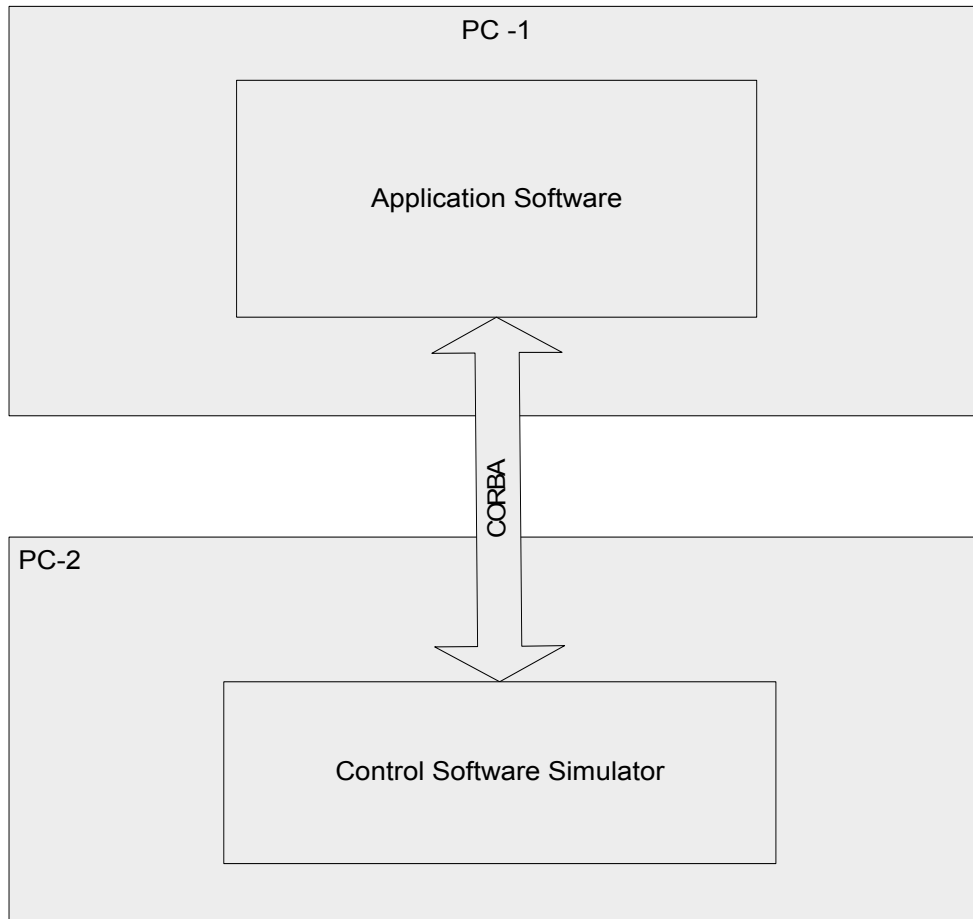 PC -1
Application Software
CORBA
PC-2
Control Software Simulator